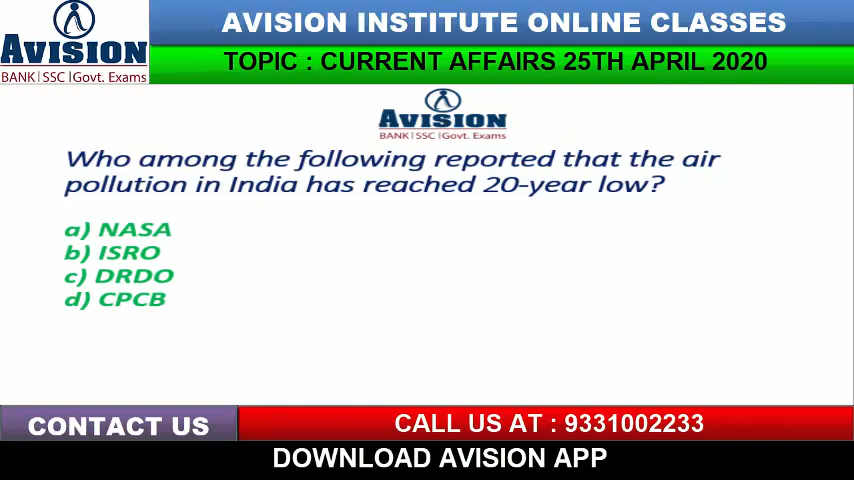 AVISION
BANK|SSC|Govt. Exams
AVISION INSTITUTE ONLINE CLASSES
TOPIC : CURRENT AFFAIRS 25TH APRIL 2020
AVISION
BANK|SSC|Govt. Exams
Who among the following reported that the air
pollution in India has reached 20-year low?
a) NASA
b) ISRO
c) DRDO
d) CPCB
CONTACT US
CALL US AT : 9331002233
DOWNLOAD AVISION APP